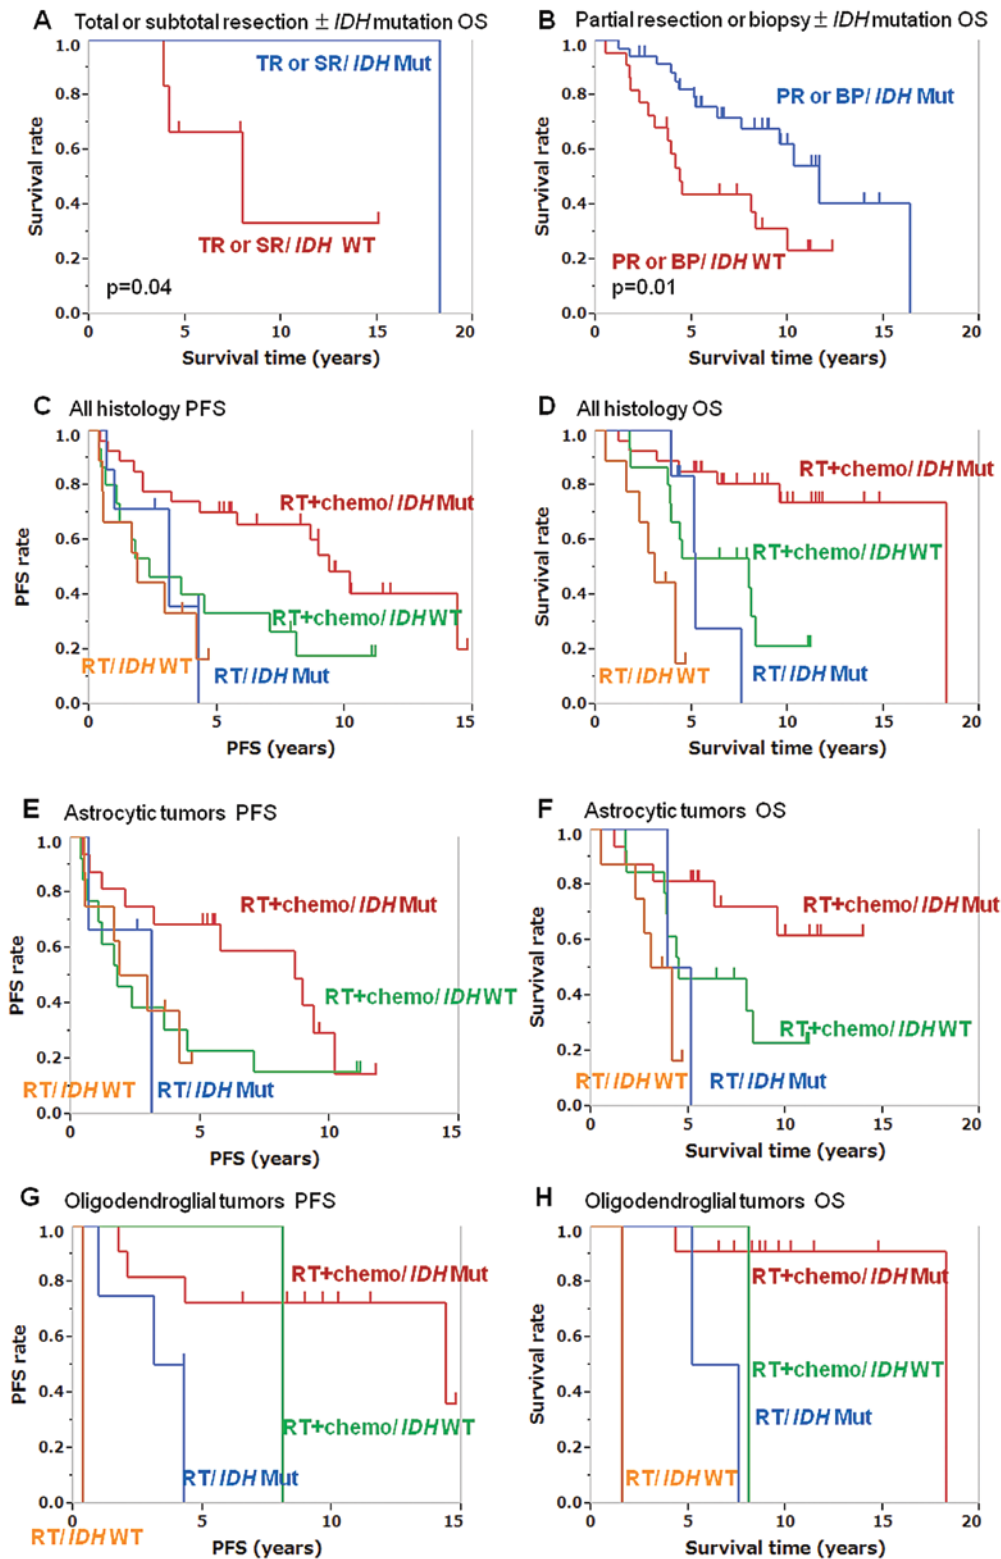 A Total or subtotal resection ± IDH mutation OS
1.0
0.8
0.6
0.4
0.2
0.0
Survival rate
TR or SR/ IDH Mut
TR or SR/ IDH WT
p=0.04
0 5 10 15 20
Survival time (years)
B Partial resection or biopsy ± IDH mutation OS
1.0
0.8
0.6
0.4
0.2
0.0
Survival rate
PR or BP/ IDH Mut
PR or BP/ IDH WT
p=0.01
0 5 10 15 20
Survival time (years)
C All histology PFS
1.0
0.8
0.6
0.4
0.2
0.0
PFS rate
RT+chemo/ IDH Mut
RT+chemo/ IDH WT
RT/ IDH WT
RT/ IDH Mut
0 5 10 15
PFS (years)
D All histology OS
1.0
0.8
0.6
0.4
0.2
0.0
Survival rate
RT+chemo/ IDH Mut
RT+chemo/ IDH WT
RT/ IDH WT
RT/ IDH Mut
0 5 10 15 20
Survival time (years)
E Astrocytic tumors PFS
1.0
0.8
0.6
0.4
0.2
0.0
PFS rate
RT+chemo/ IDH Mut
RT+chemo/ IDH WT
RT/ IDH WT
RT/ IDH Mut
0 5 10 15
PFS (years)
F Astrocytic tumors OS
1.0
0.8
0.6
0.4
0.2
0.0
Survival rate
RT+chemo/ IDH Mut
RT+chemo/ IDH WT
RT/ IDH WT
RT/ IDH Mut
0 5 10 15 20
Survival time (years)
G Oligodendroglial tumors PFS
1.0
0.8
0.6
0.4
0.2
0.0
PFS rate
RT+chemo/ IDH Mut
RT+chemo/ IDH WT
RT/ IDH Mut
RT/ IDH WT
0 5 10 15
PFS (years)
H Oligodendroglial tumors OS
1.0
0.8
0.6
0.4
0.2
0.0
Survival rate
RT+chemo/ IDH Mut
RT+chemo/ IDH WT
RT/ IDH Mut
RT/ IDH WT
0 5 10 15 20
Survival time (years)